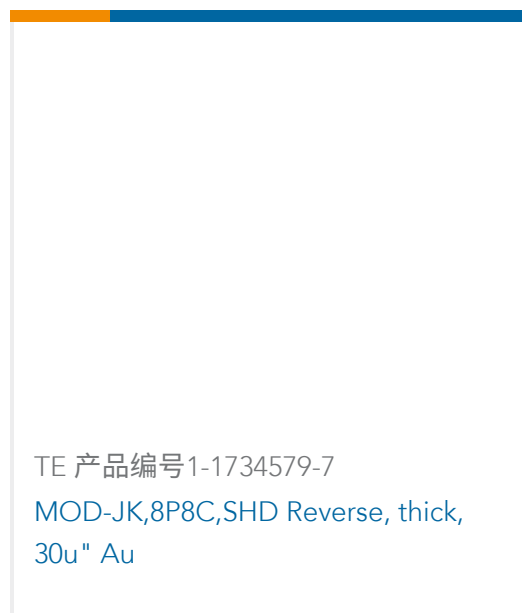 TE 产品编号1-1734579-7
MOD-JK,8P8C,SHD Reverse, thick,
30u" Au